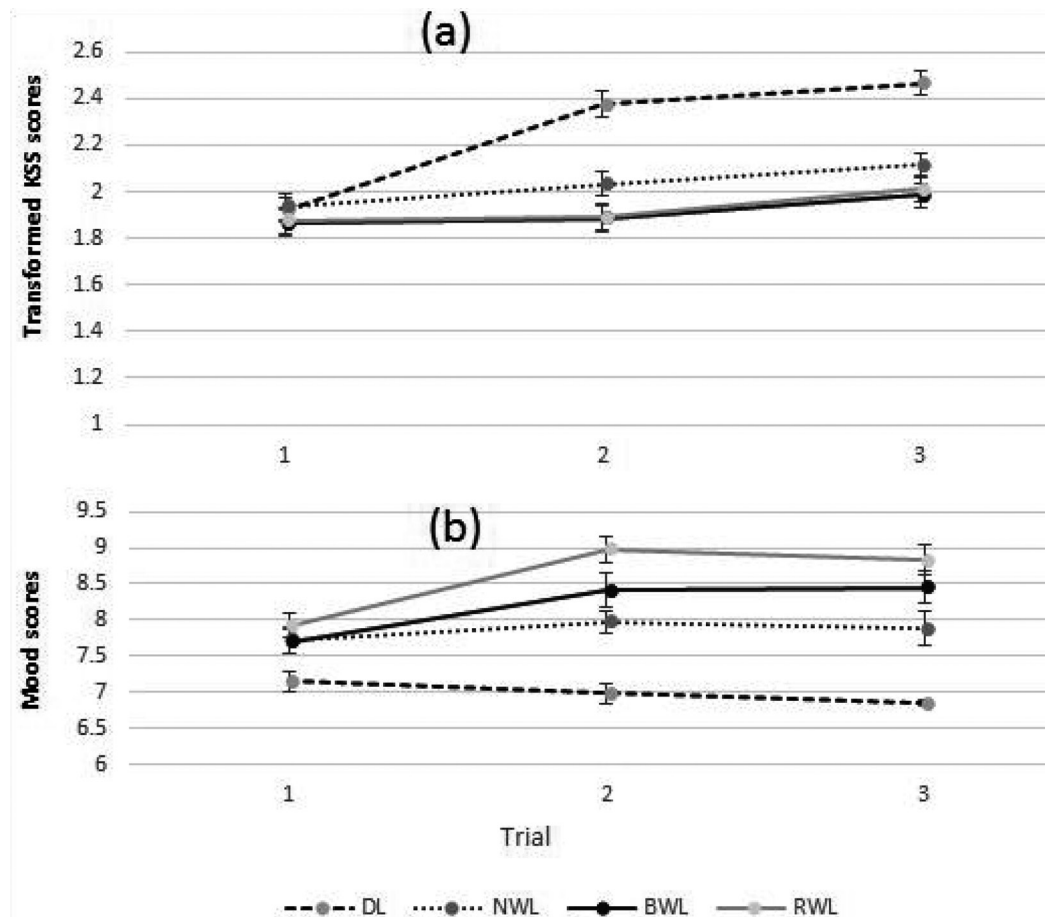 (a)
Transformed KSS scores
2.6
2.4
2.2
2
1.8
1.6
1.4
1.2
1
1 2 3
(b)
Mood scores
9.5
9
8.5
8
7.5
7
6.5
6
1 2 3
Trial
DL NWL BWL RWL